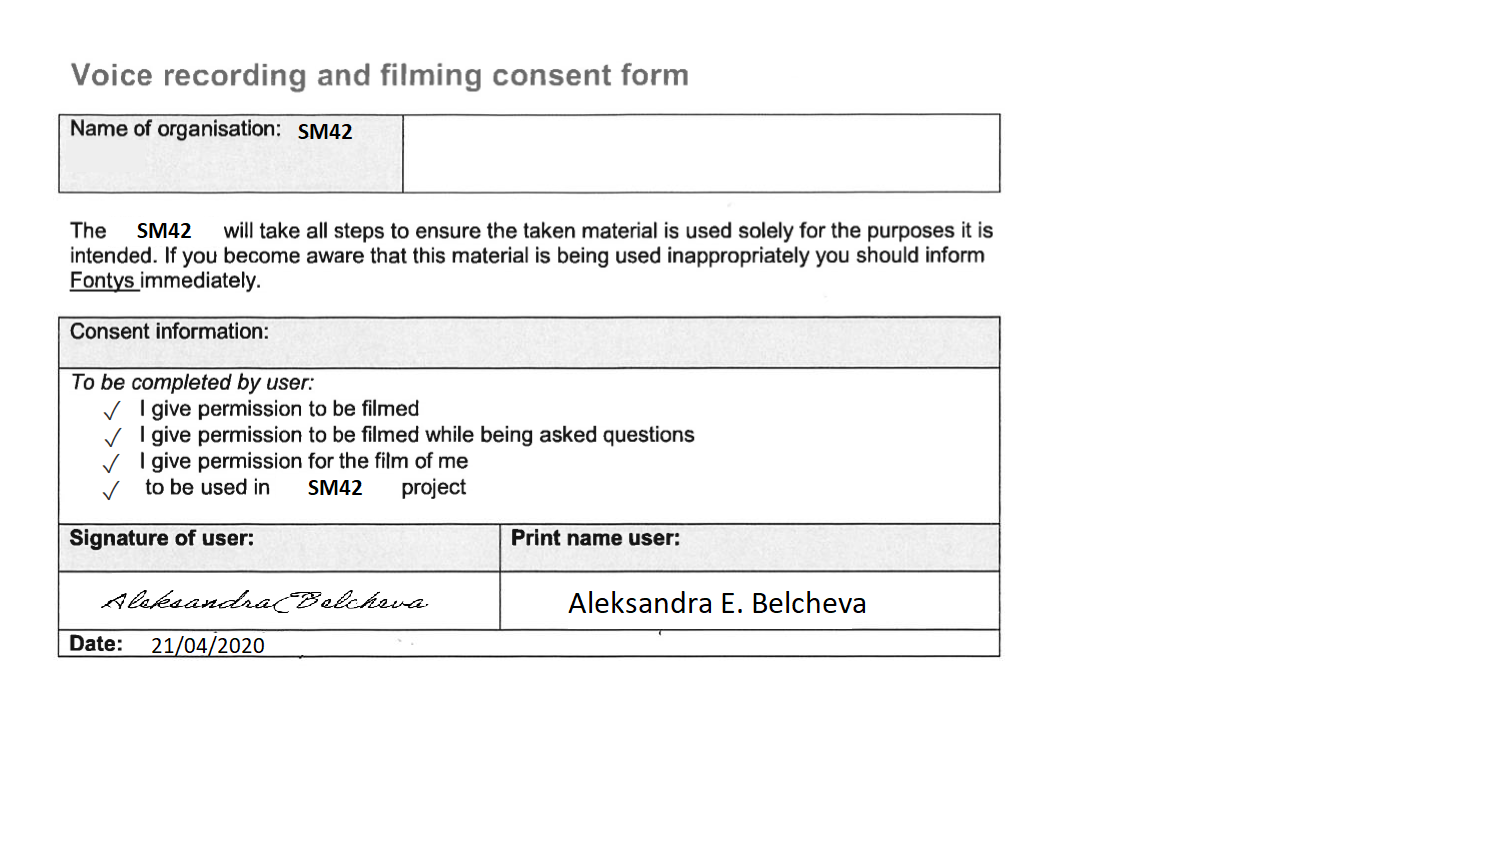 Voice recording and filming consent form
Name of organisation: SM42
The SM42 will take all steps to ensure the taken material is used solely for the purposes it is
intended. If you become aware that this material is being used inappropriately you should inform
Fontys immediately.
Consent information:
To be completed by user:
✓ I give permission to be filmed
✓ I give permission to be filmed while being asked questions
✓ I give permission for the film of me
✓ to be used in SM42 project
Signature of user: Print name user:
Aleksandra Belcheva Aleksandra E. Belcheva
Date: 21/04/2020